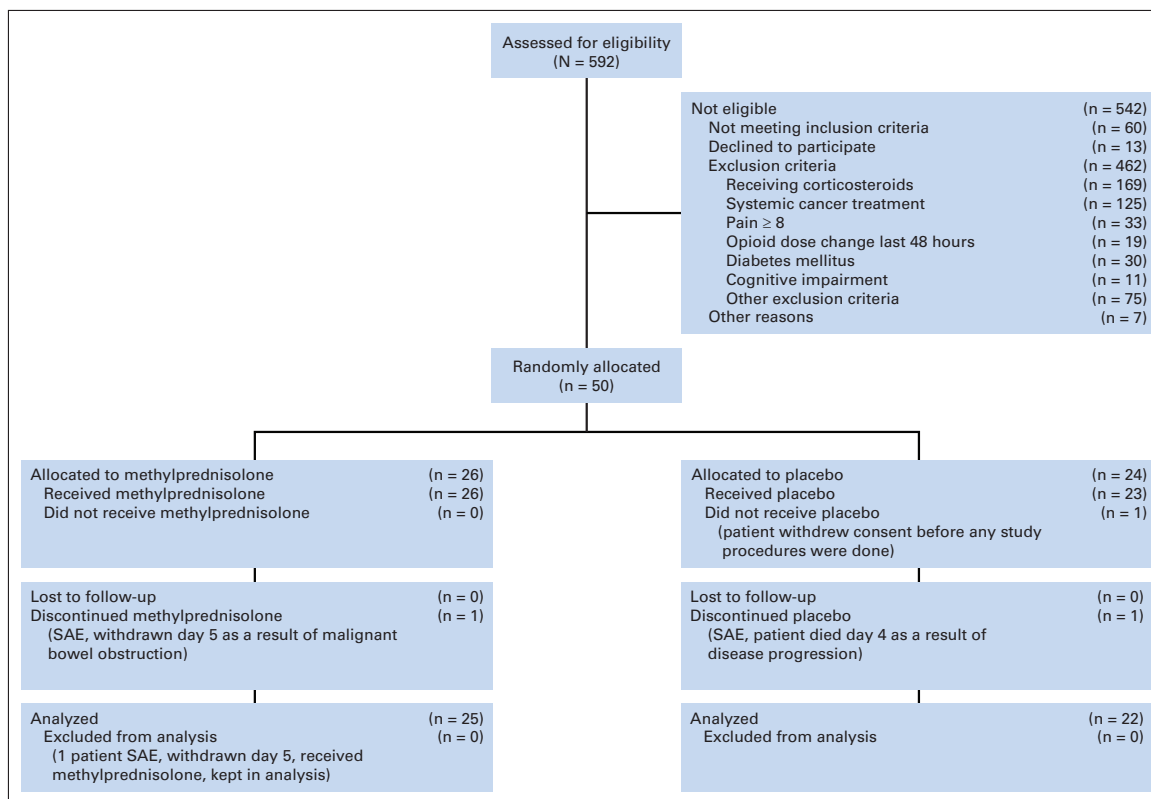 Assessed for eligibility
(N = 592)
Not eligible (n = 542)
Not meeting inclusion criteria (n = 60)
Declined to participate (n = 13)
Exclusion criteria (n = 462)
Receiving corticosteroids (n = 169)
Systemic cancer treatment (n = 125)
Pain ≥ 8 (n = 33)
Opioid dose change last 48 hours (n = 19)
Diabetes mellitus (n = 30)
Cognitive impairment (n = 11)
Other exclusion criteria (n = 75)
Other reasons (n = 7)
Randomly allocated
(n = 50)
Allocated to methylprednisolone (n = 26)
Received methylprednisolone (n = 26)
Did not receive methylprednisolone (n = 0)
Allocated to placebo (n = 24)
Received placebo (n = 23)
Did not receive placebo (n = 1)
(patient withdrew consent before any study
procedures were done)
Lost to follow-up (n = 0)
Discontinued methylprednisolone (n = 1)
(SAE, withdrawn day 5 as a result of malignant
bowel obstruction)
Lost to follow-up (n = 0)
Discontinued placebo (n = 1)
(SAE, patient died day 4 as a result of
disease progression)
Analyzed (n = 25)
Excluded from analysis (n = 0)
(1 patient SAE, withdrawn day 5, received
methylprednisolone, kept in analysis)
Analyzed (n = 22)
Excluded from analysis (n = 0)